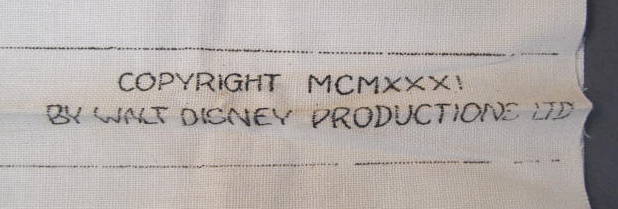 COPYRIGHT MCMXXXI
BY WALT DISNEY PRODUCTIONS LTD